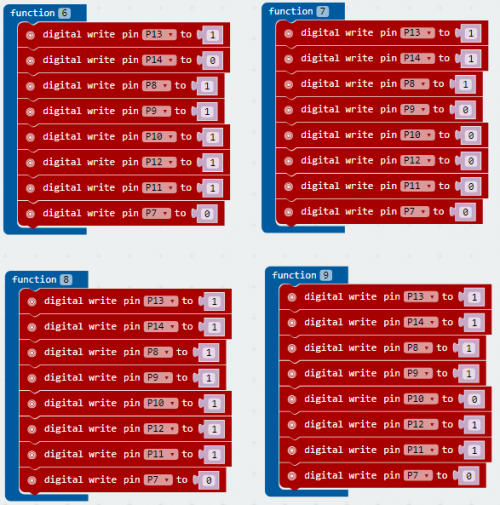 function 6
digital write pin P13 to 1
digital write pin P14 to 0
digital write pin P8 to 1
digital write pin P9 to 1
digital write pin P10 to 1
digital write pin P12 to 1
digital write pin P11 to 1
digital write pin P7 to 0
function 7
digital write pin P13 to 1
digital write pin P14 to 1
digital write pin P8 to 1
digital write pin P9 to 0
digital write pin P10 to 0
digital write pin P12 to 0
digital write pin P11 to 0
digital write pin P7 to 0
function 8
digital write pin P13 to 1
digital write pin P14 to 1
digital write pin P8 to 1
digital write pin P9 to 1
digital write pin P10 to 1
digital write pin P12 to 1
digital write pin P11 to 1
digital write pin P7 to 0
function 9
digital write pin P13 to 1
digital write pin P14 to 1
digital write pin P8 to 1
digital write pin P9 to 1
digital write pin P10 to 0
digital write pin P12 to 1
digital write pin P11 to 1
digital write pin P7 to 0